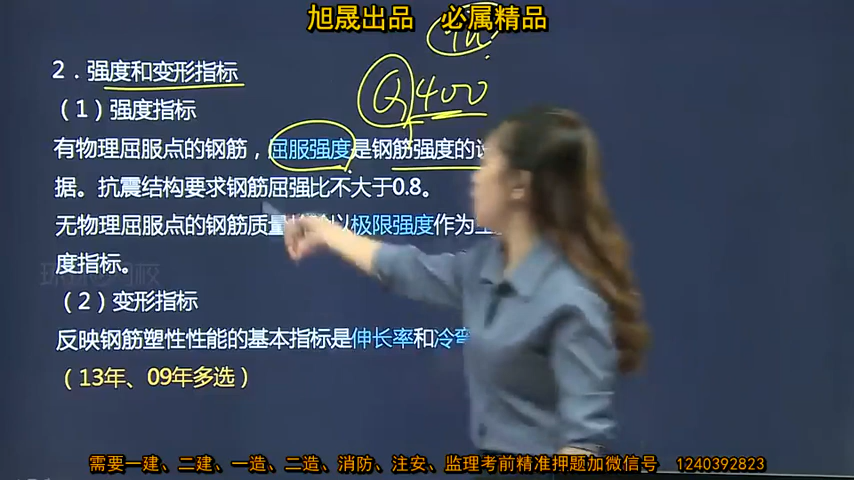 旭晟出品 必属精品
2．强度和变形指标
Q400
（1）强度指标
有物理屈服点的钢筋，屈服强度是钢筋强度的设
据。抗震结构要求钢筋屈强比不大于0.8。
无物理屈服点的钢筋质量 以极限强度作为
度指标。
（2）变形指标
反映钢筋塑性性能的基本指标是伸长率和冷弯
（13年、09年多选）
需要一建、二建、一造、二造、消防、注安、监理考前精准押题加微信号 1240392823